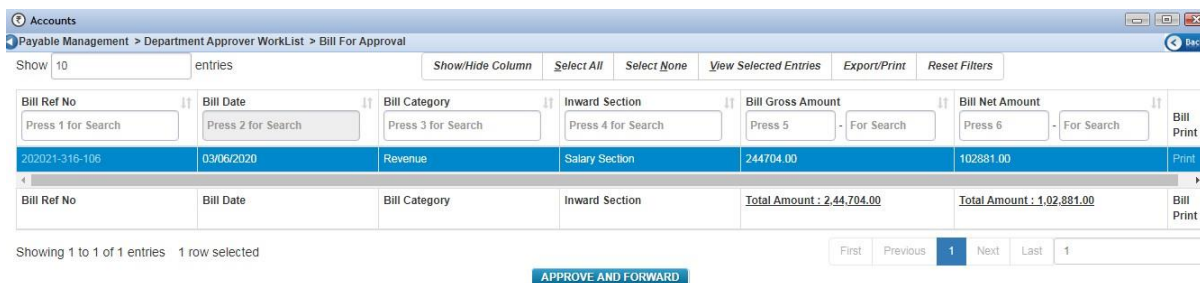 Accounts
Payable Management > Department Approver WorkList > Bill For Approval
Show 10 entries Show/Hide Column Select All Select None View Selected Entries Export/Print Reset Filters
Bill Ref No Bill Date Bill Category Inward Section Bill Gross Amount Bill Net Amount Bill Print
Press 1 for Search Press 2 for Search Press 3 for Search Press 4 for Search Press 5 - For Search Press 6 - For Search
202021-316-106 03/06/2020 Revenue Salary Section 244704.00 102881.00 Print
Bill Ref No Bill Date Bill Category Inward Section Total Amount : 2,44,704.00 Total Amount : 1,02,881.00 Bill Print
Showing 1 to 1 of 1 entries 1 row selected First Previous 1 Next Last 1
APPROVE AND FORWARD